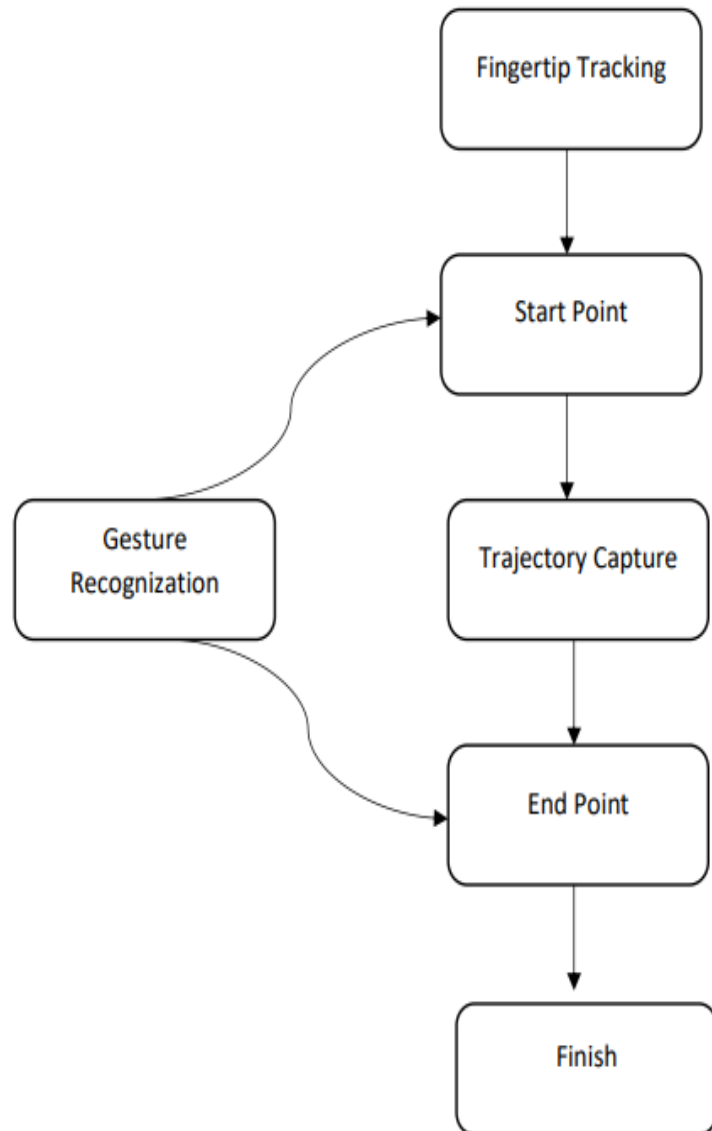 Fingertip Tracking
Start Point
Gesture
Recognization
Trajectory Capture
End Point
Finish